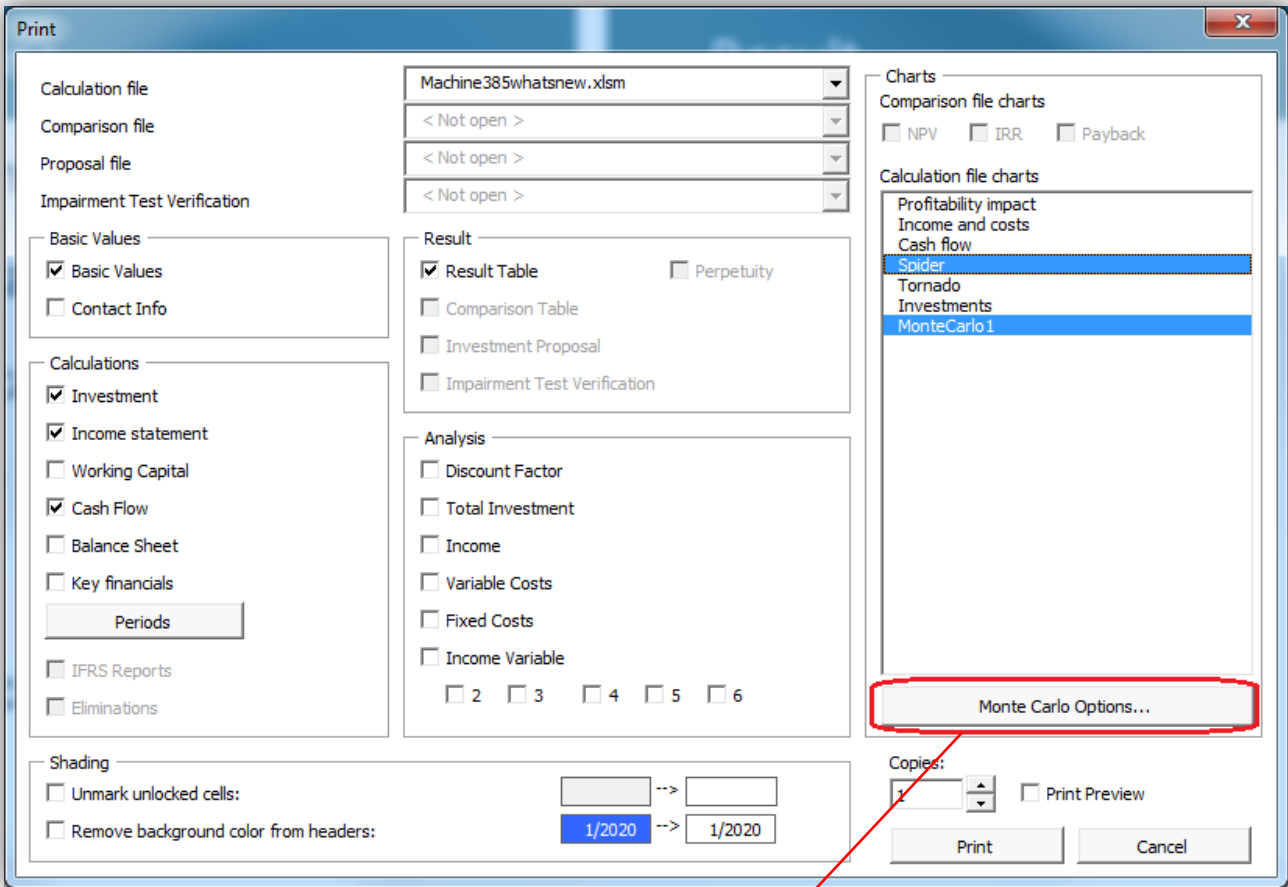 Print
Calculation file
Machine385whatsnew.xlsm
Comparison file
< Not open >
Proposal file
< Not open >
Impairment Test Verification
< Not open >
Basic Values
Basic Values
Contact Info
Calculations
Investment
Income statement
Working Capital
Cash Flow
Balance Sheet
Key financials
Periods
IFRS Reports
Eliminations
Result
Result Table
Perpetuity
Comparison Table
Investment Proposal
Impairment Test Verification
Analysis
Discount Factor
Total Investment
Income
Variable Costs
Fixed Costs
Income Variable
2 3 4 5 6
Charts
Comparison file charts
NPV IRR Payback
Calculation file charts
Profitability impact
Income and costs
Cash flow
Spider
Tornado
Investments
MonteCarlo1
Monte Carlo Options...
Shading
Unmark unlocked cells: -->
Remove background color from headers: 1/2020 --> 1/2020
Copies:
1
Print Preview
Print
Cancel